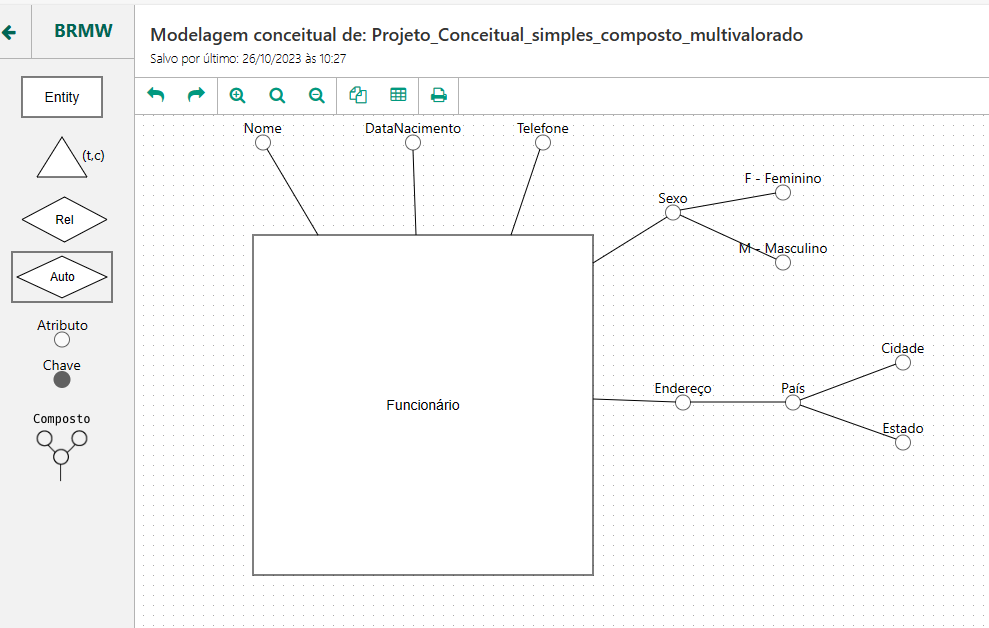 BRMW
Modelagem conceitual de: Projeto_Conceitual_simples_composto_multivalorado
Salvo por último: 26/10/2023 às 10:27
Entity
(t,c)
Rel
Auto
Atributo
Chave
Composto
Nome
DataNacimento
Telefone
Sexo
F - Feminino
M - Masculino
Funcionário
Endereço
País
Cidade
Estado